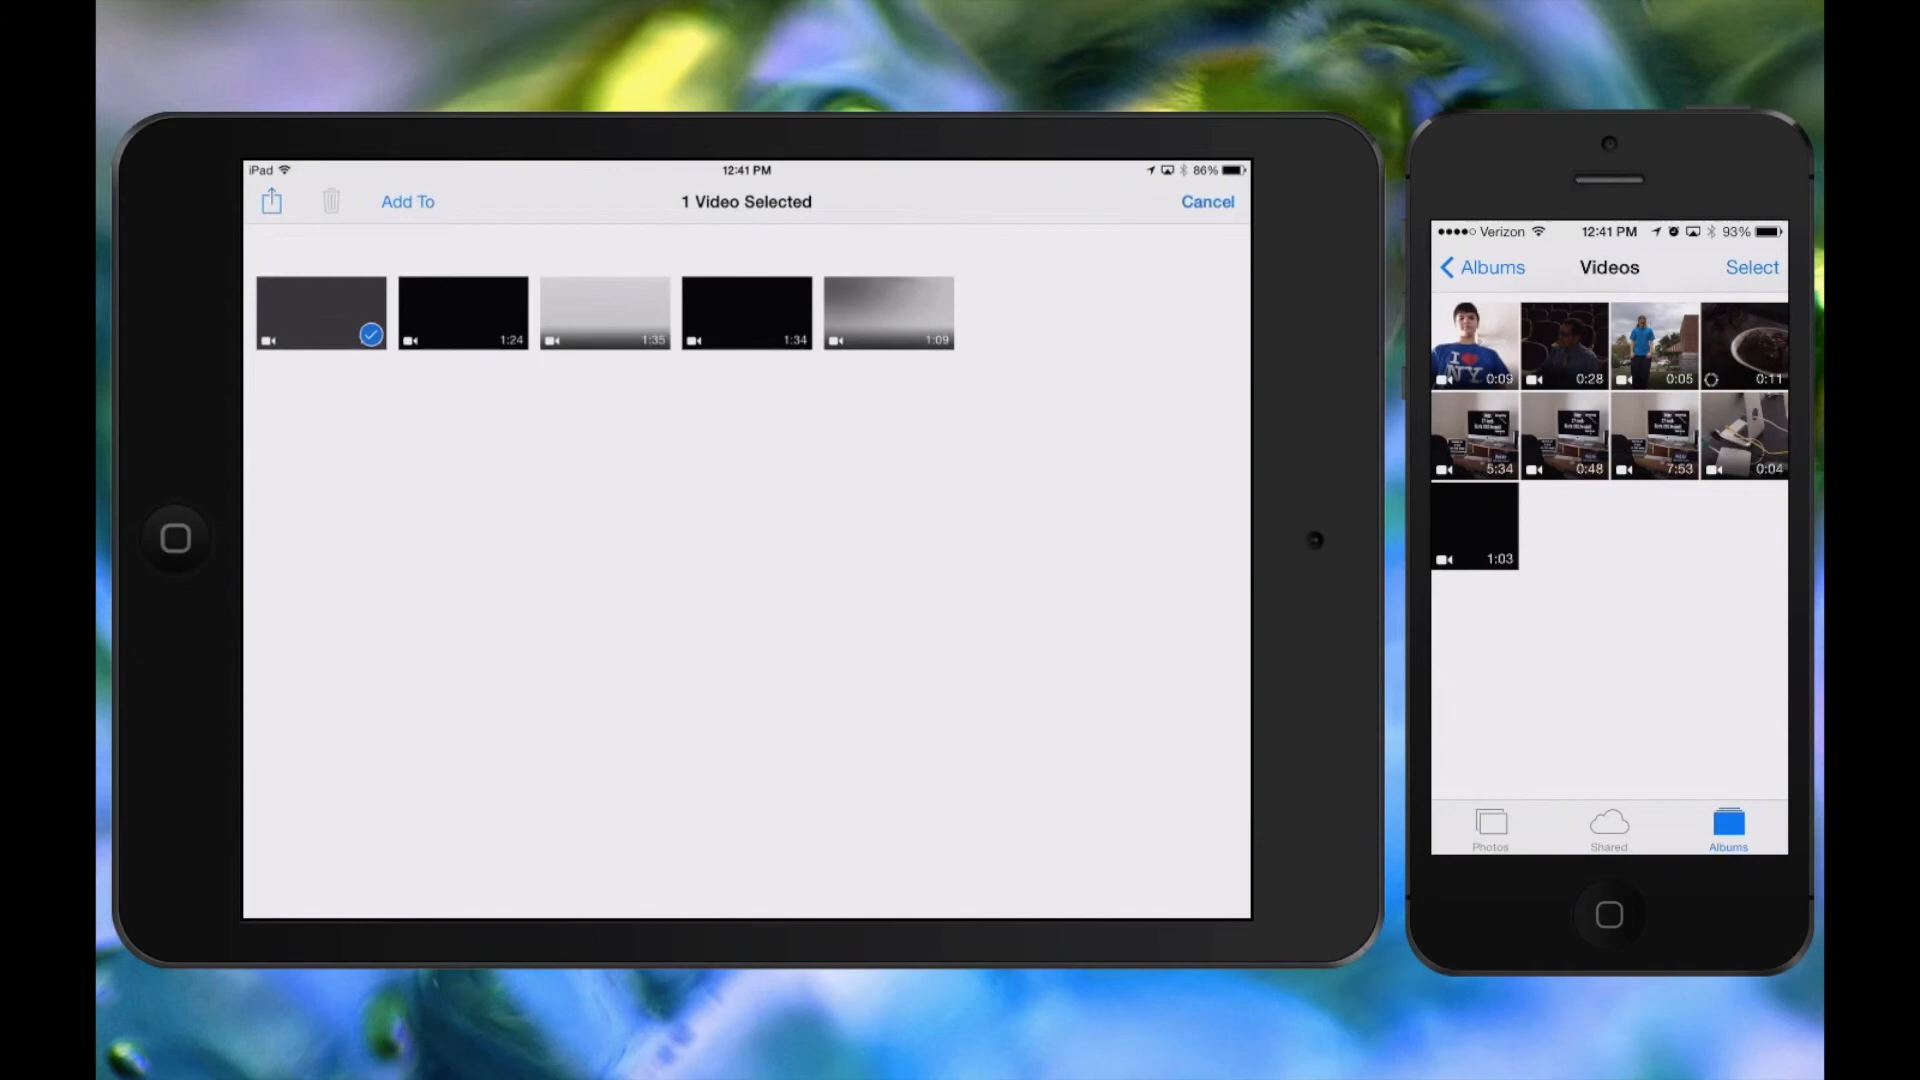 iPad 12:41 PM 86%
Add To 1 Video Selected Cancel
1:24 1:35 1:34 1:09
Verizon 12:41 PM 93%
Albums Videos Select
I NY
0:09 0:28 0:05 0:11
5:34 0:48 7:53 0:04
1:03
Photos Shared Albums